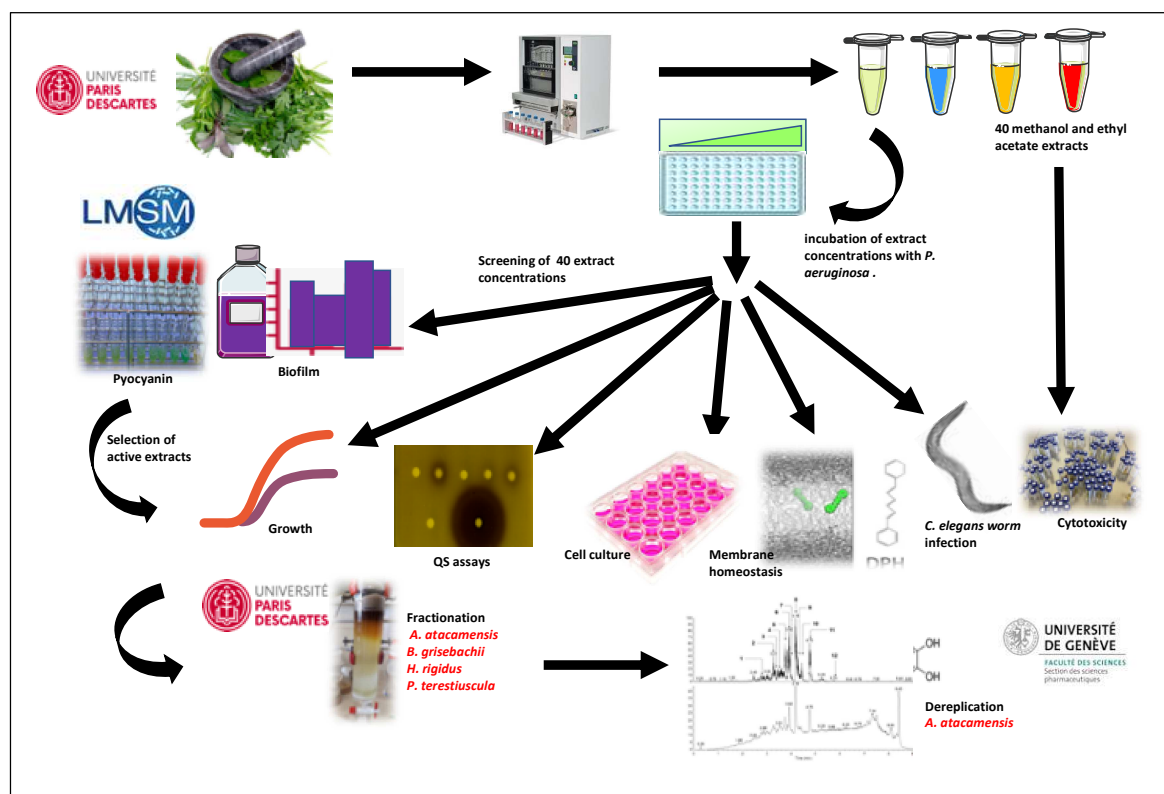 UNIVERSITÉ
PARIS
DESCARTES
40 methanol and ethyl
acetate extracts
LMSM
incubation of extract
concentrations with P.
aeruginosa .
Screening of 40 extract
concentrations
Pyocyanin
Biofilm
Selection of
active extracts
Growth
QS assays
Cell culture
Membrane
homeostasis
DPH
C. elegans worm
infection
Cytotoxicity
UNIVERSITÉ
PARIS
DESCARTES
Fractionation
A. atacamensis
B. grisebachii
H. rigidus
P. terestiuscula
OH
OH
UNIVERSITÉ
DE GENÈVE
FACULTÉ DES SCIENCES
Section des sciences
pharmaceutiques
Dereplication
A. atacamensis